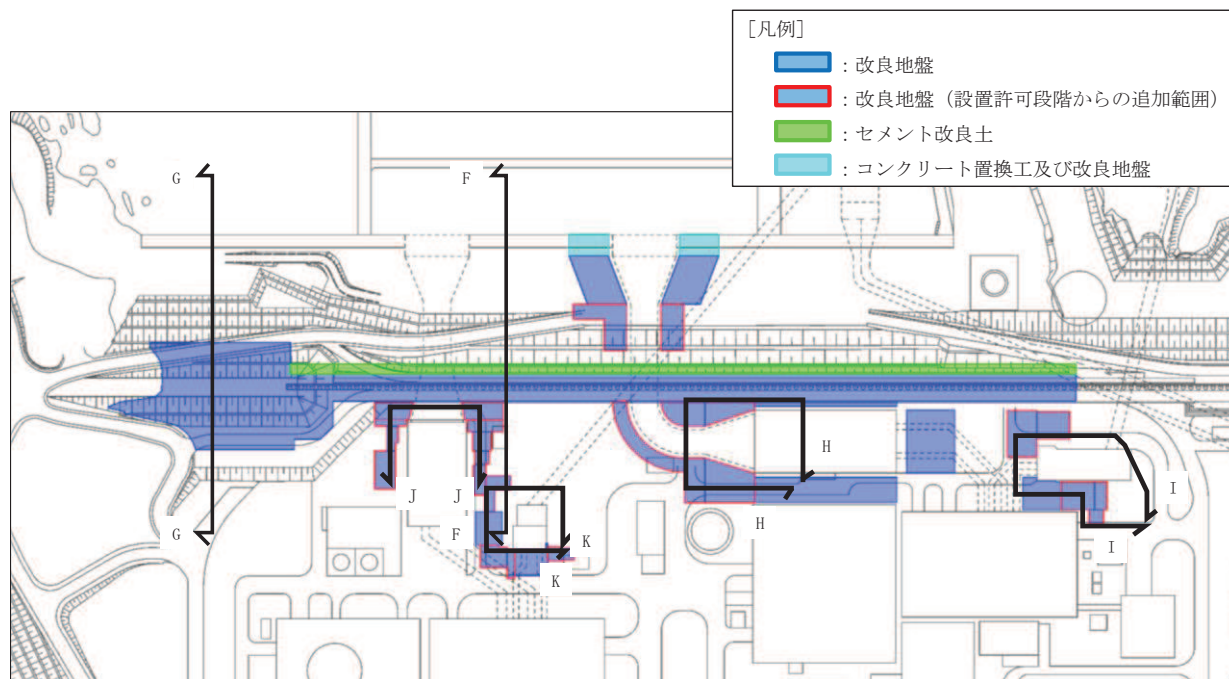 [凡例]
：改良地盤
：改良地盤（設置許可段階からの追加範囲）
：セメント改良土
：コンクリート置換工及び改良地盤
G
F
H
J
J
I
G
F
K
H
I
K